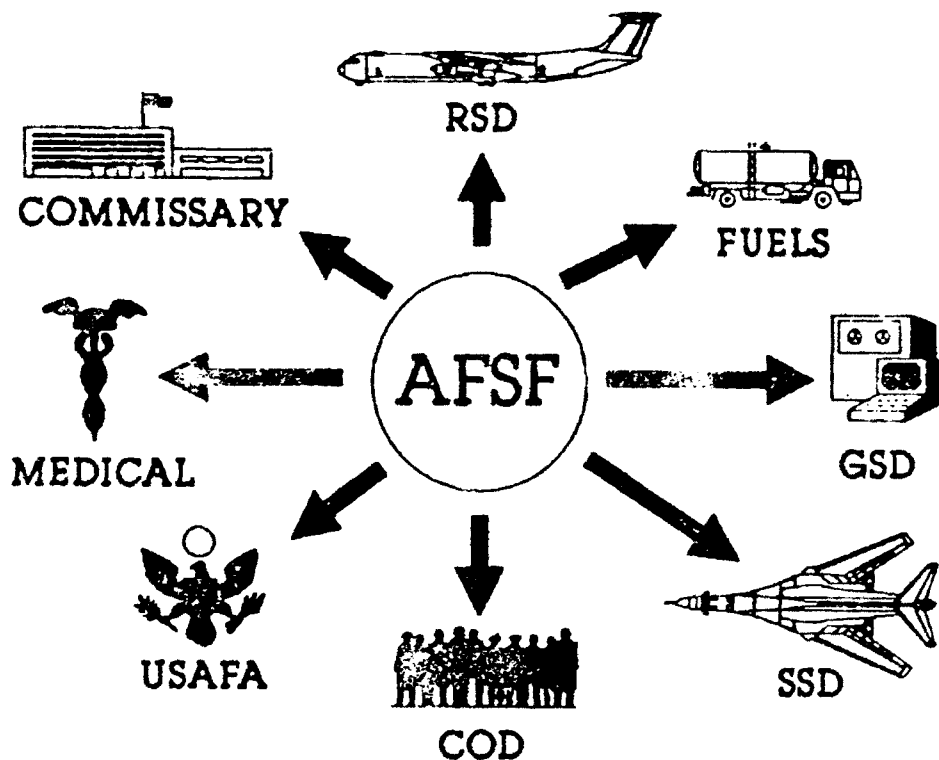 RSD
COMMISSARY
FUELS
AFSF
MEDICAL
GSD
USAFA
SSD
COD